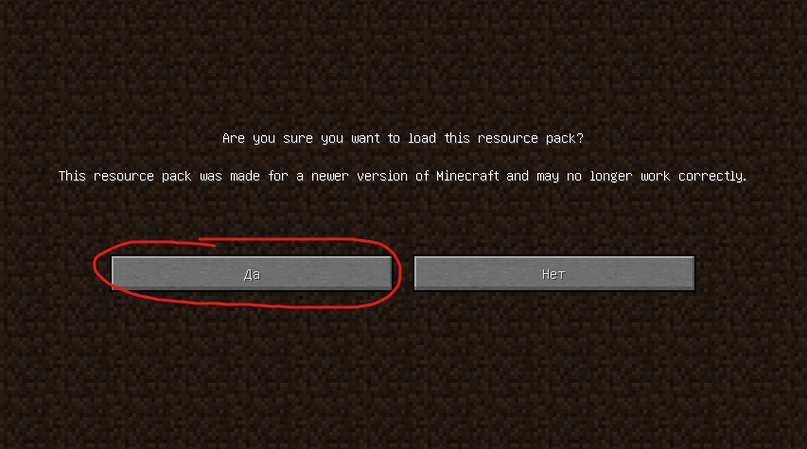 Are you sure you want to load this resource pack?
This resource pack was made for a newer version of Minecraft and may no longer work correctly.
Да
Нет